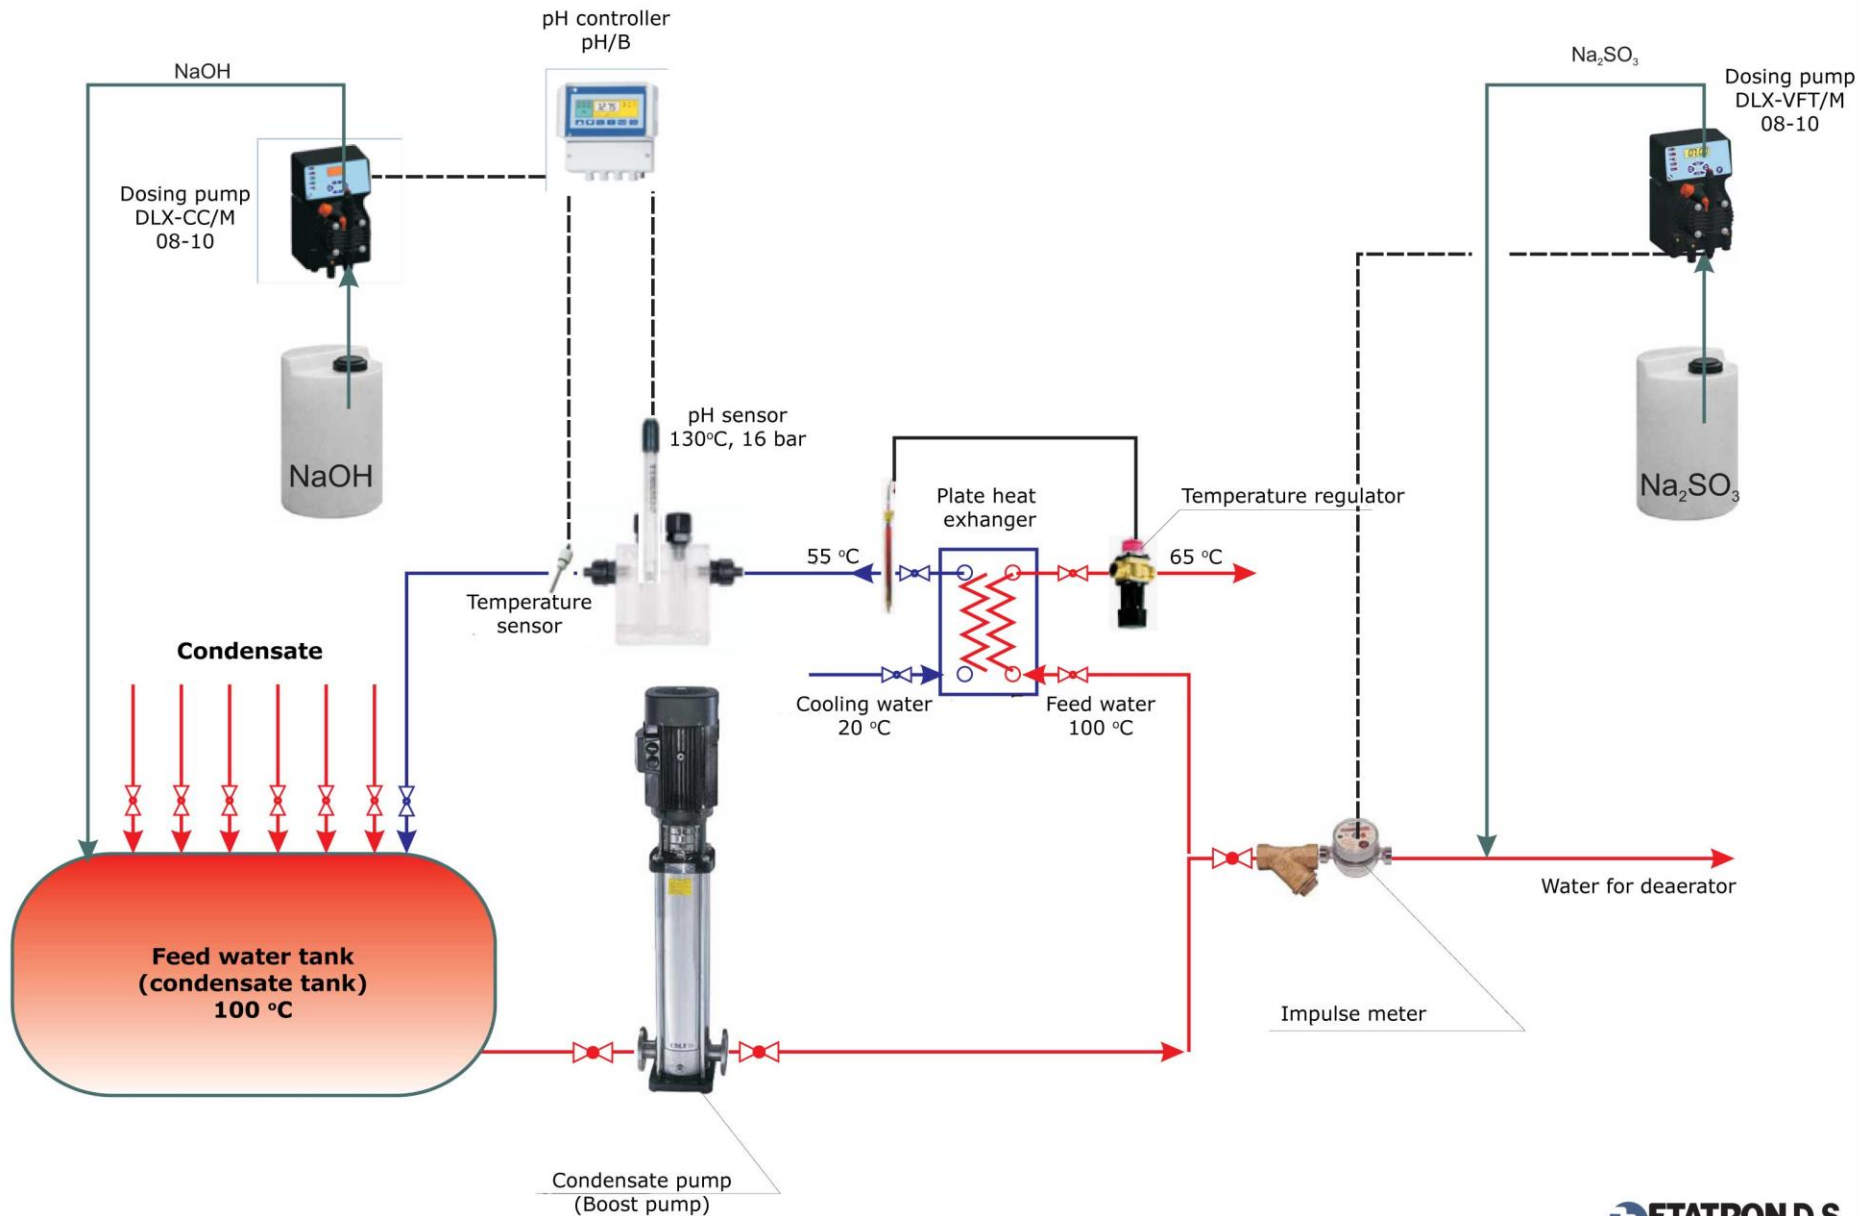 pH controller
pH/B
NaOH
Na₂SO₃
Dosing pump
DLX-VFT/M
08-10
Dosing pump
DLX-CC/M
08-10
pH sensor
130°C, 16 bar
NaOH
Na₂SO₃
Plate heat
exhanger
Temperature regulator
55 °C
65 °C
Temperature
sensor
Condensate
Cooling water
20 °C
Feed water
100 °C
Water for deaerator
Feed water tank
(condensate tank)
100 °C
Impulse meter
Condensate pump
(Boost pump)
ETATRON D.S.